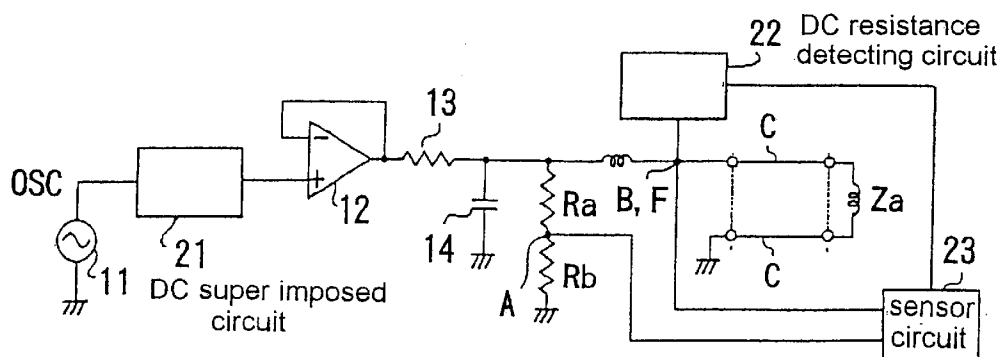 22
DC resistance
detecting circuit
13
C
OSC
12
Ra
B, F
Za
21
14
11
DC super imposed
circuit
A
Rb
C
23
sensor
circuit